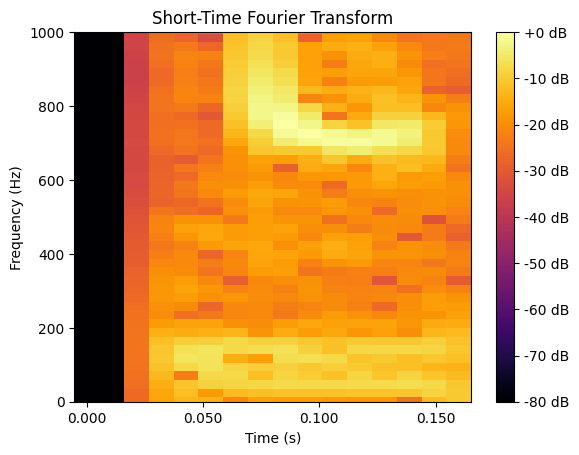 Short-Time Fourier Transform
1000
800
600
400
200
0
Frequency (Hz)
0.000
0.050
0.100
0.150
Time (s)
+0 dB
-10 dB
-20 dB
-30 dB
-40 dB
-50 dB
-60 dB
-70 dB
-80 dB